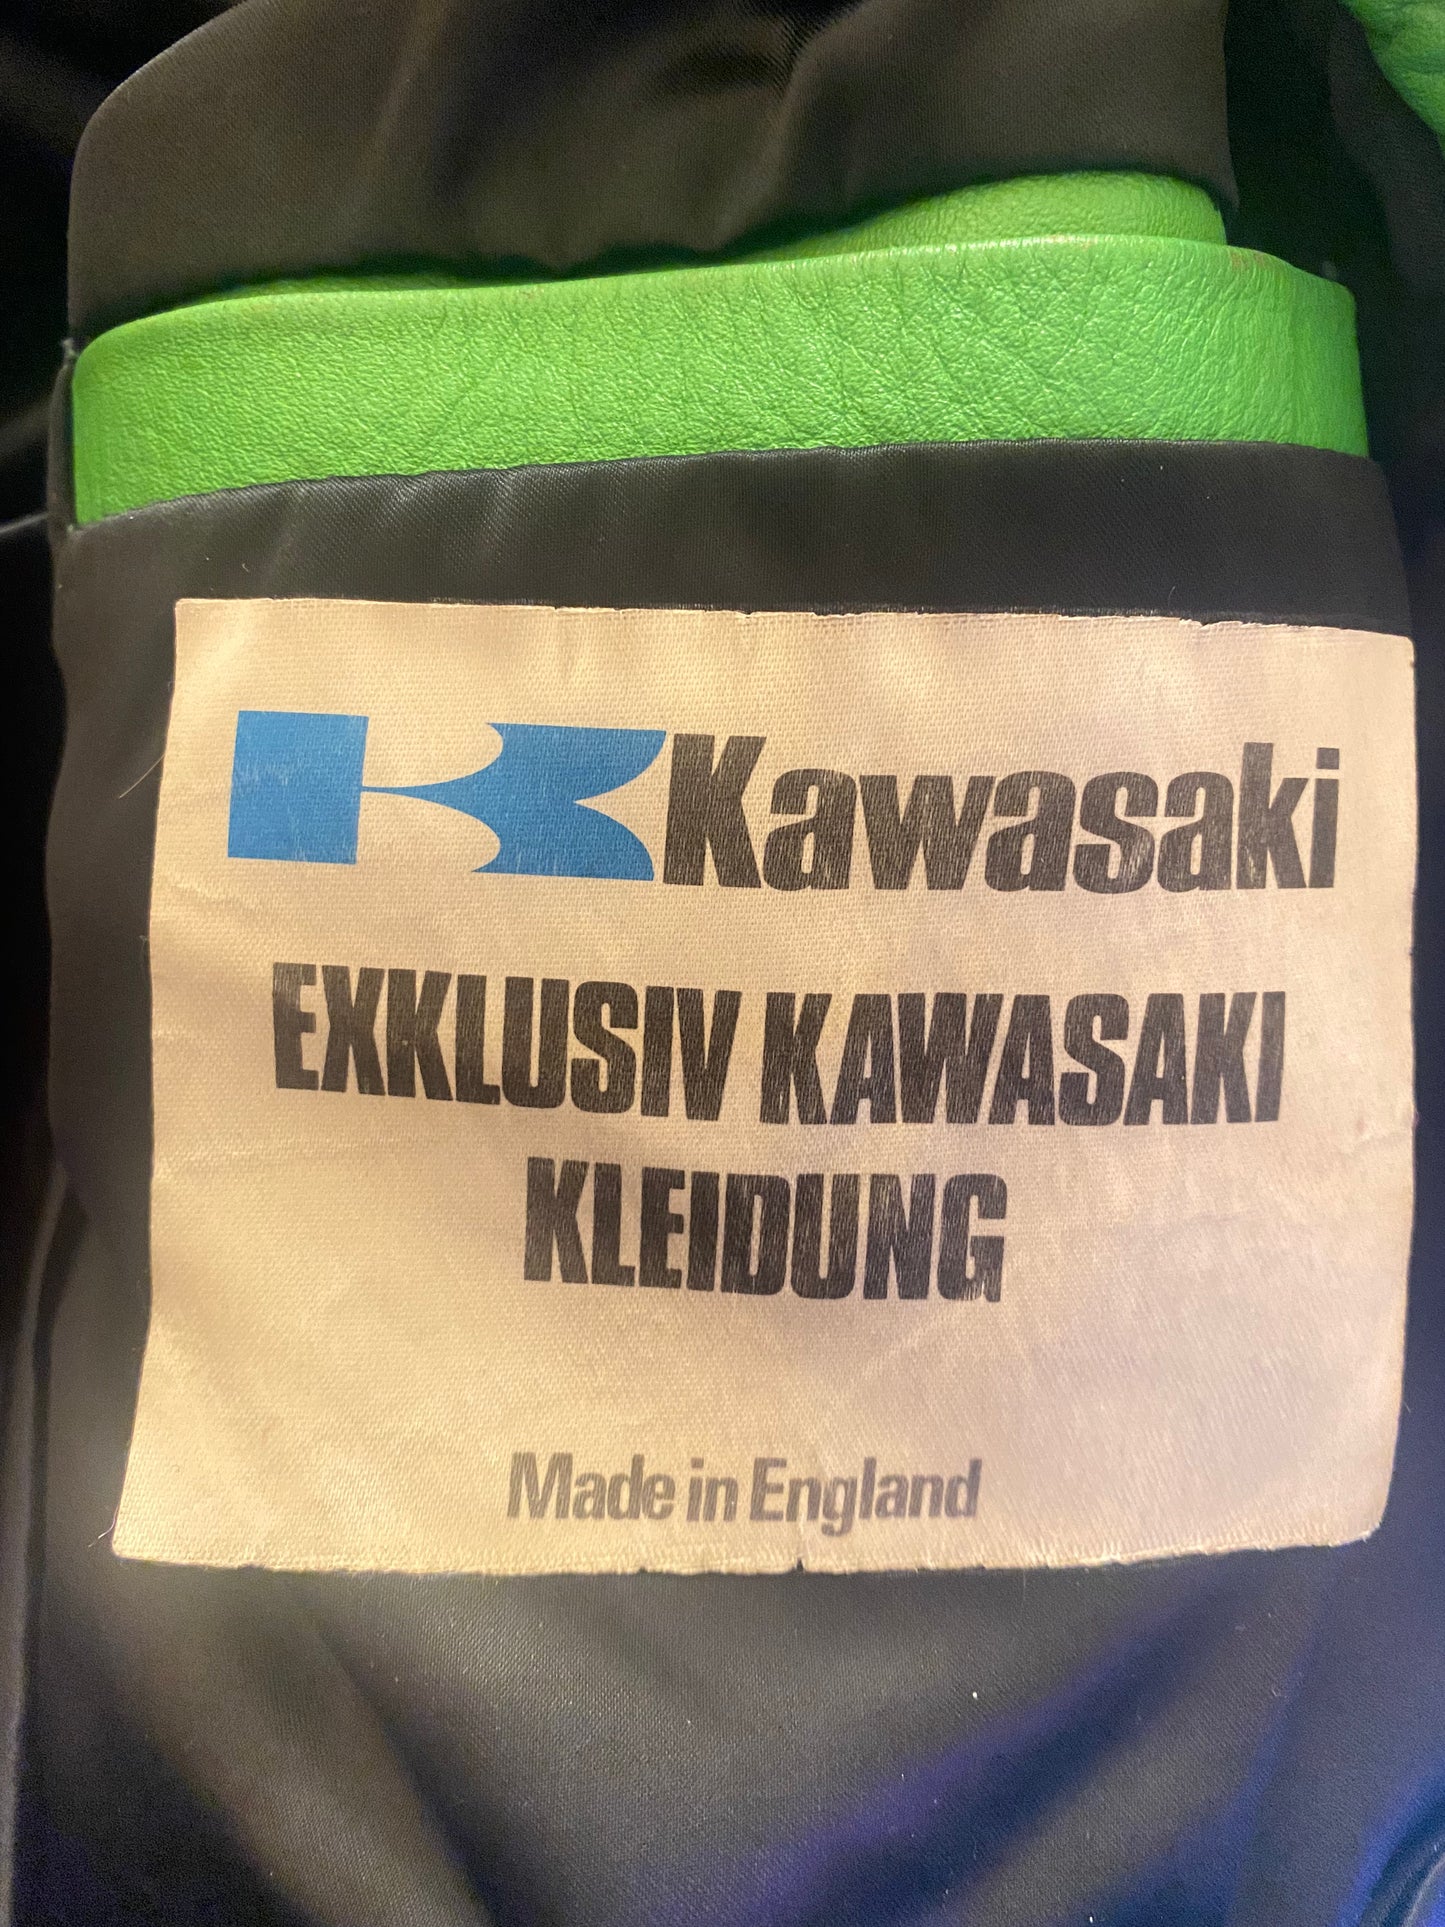 Kawasaki
EXKLUSIV KAWASAKI
KLEIDUNG
Made in England